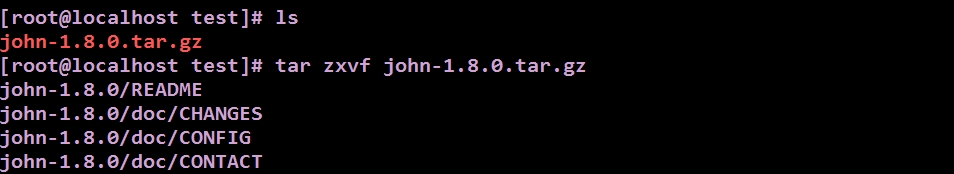 [root@localhost test]# ls
john-1.8.0.tar.gz
[root@localhost test]# tar zxvf john-1.8.0.tar.gz
john-1.8.0/README
john-1.8.0/doc/CHANGES
john-1.8.0/doc/CONFIG
john-1.8.0/doc/CONTACT